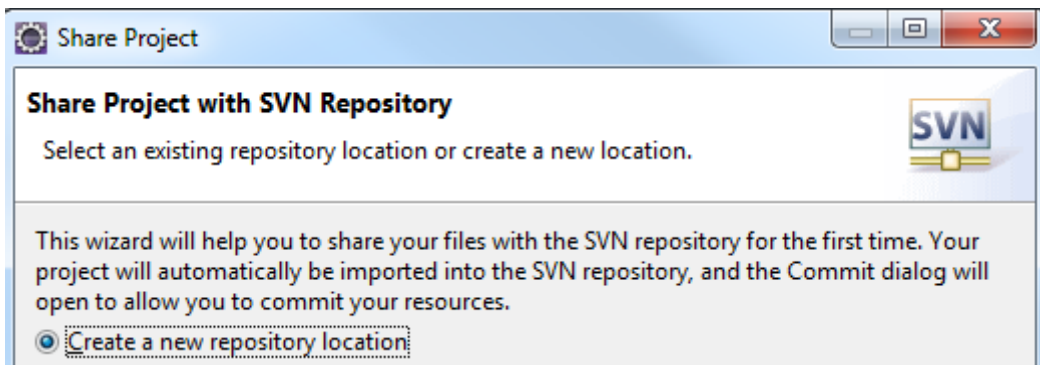 Share Project
Share Project with SVN Repository
Select an existing repository location or create a new location.
SVN
This wizard will help you to share your files with the SVN repository for the first time. Your
project will automatically be imported into the SVN repository, and the Commit dialog will
open to allow you to commit your resources.
Create a new repository location